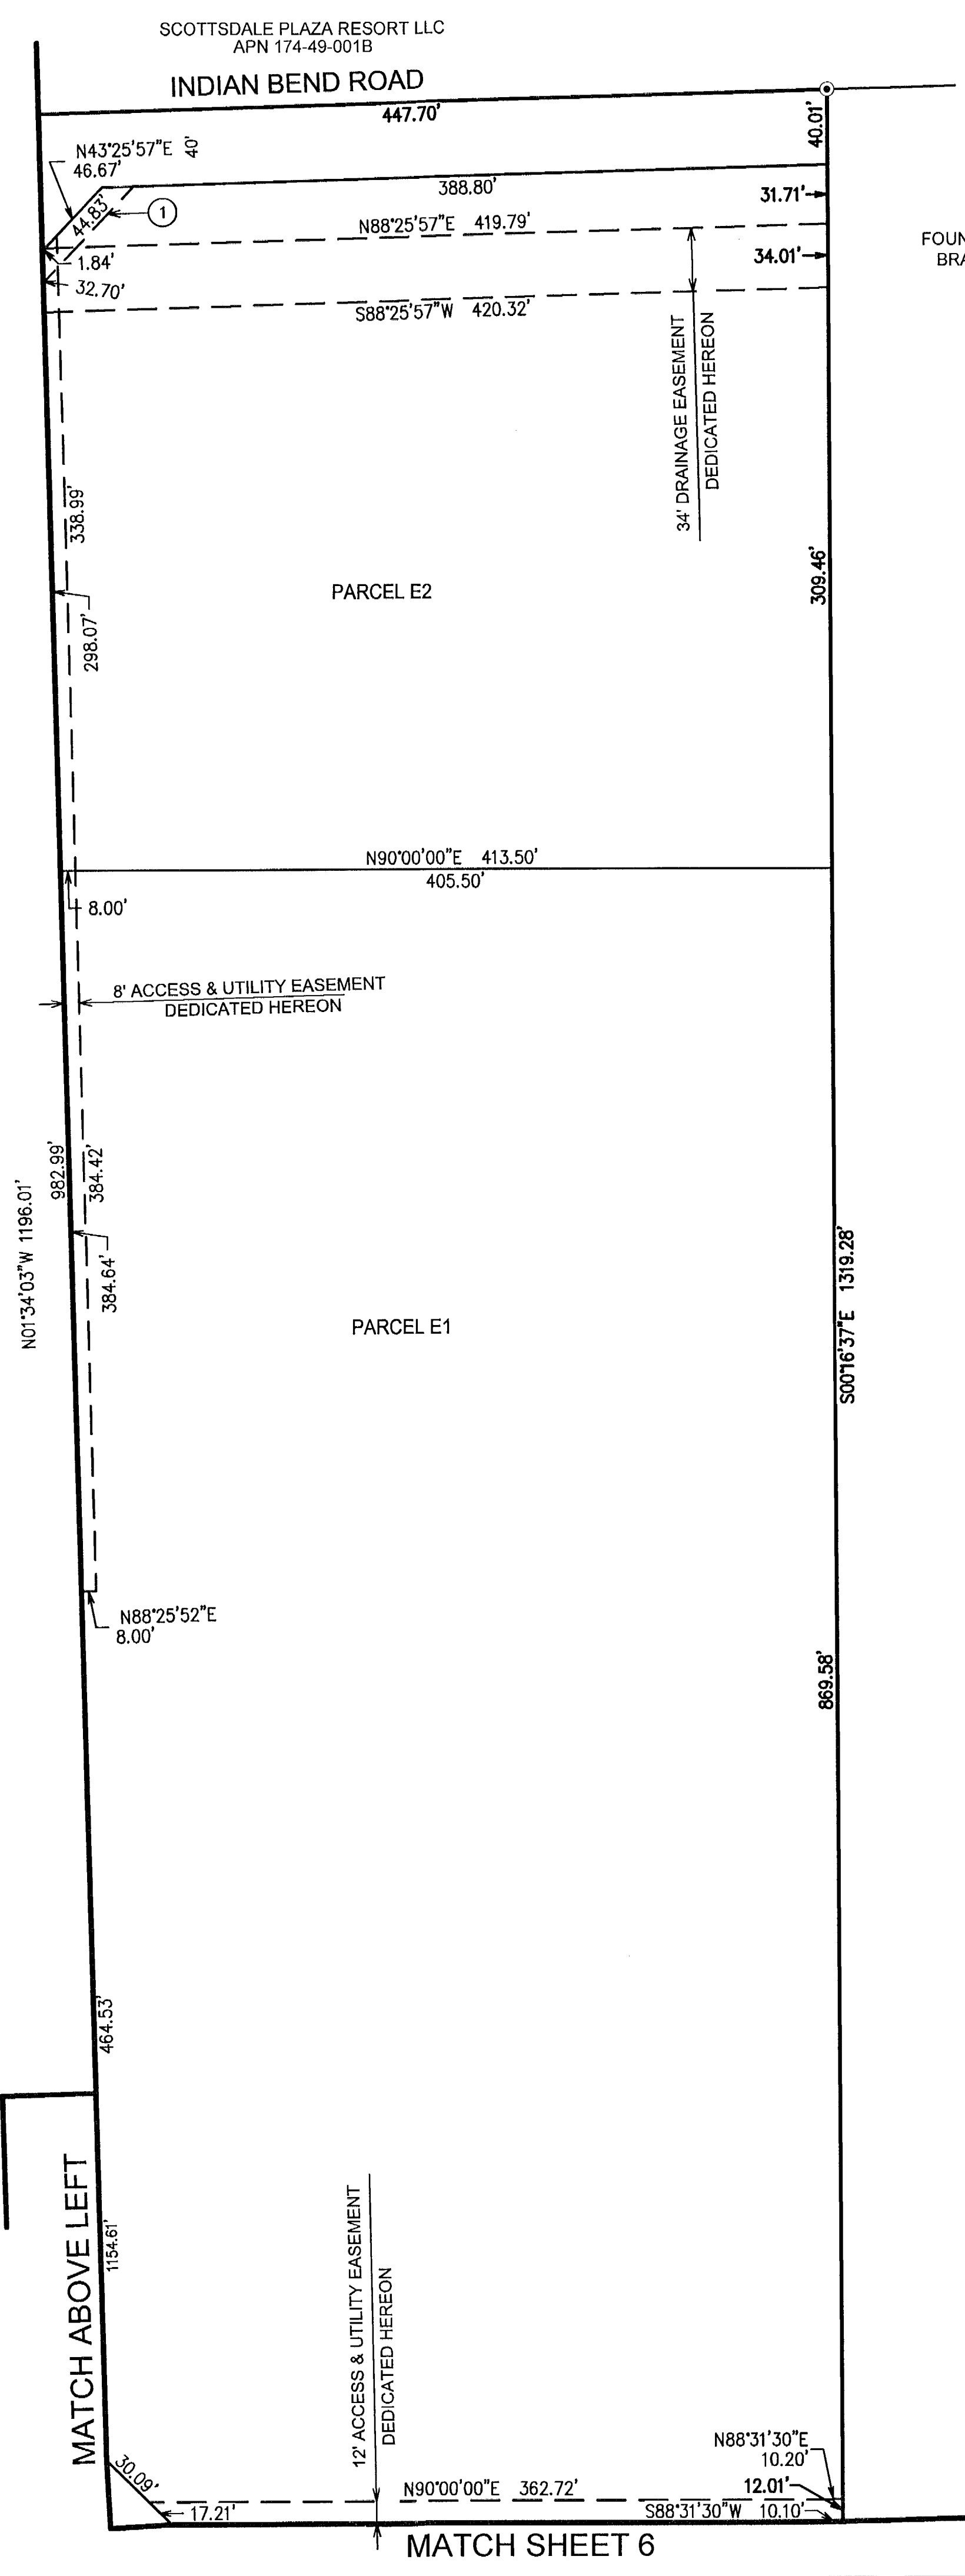 SCOTTSDALE PLAZA RESORT LLC
APN 174-49-001B
INDIAN BEND ROAD
447.70'
40.01'
N43°25'57"E
46.67'
40'
388.80'
31.71'
44.83'
1
N88°25'57"E 419.79'
34.01'
FOUN
BRA
1.84'
32.70'
S88°25'57"W 420.32'
34' DRAINAGE EASEMENT
DEDICATED HEREON
338.99'
309.46'
298.07'
PARCEL E2
N90°00'00"E 413.50'
405.50'
8.00'
8' ACCESS & UTILITY EASEMENT
DEDICATED HEREON
982.99'
384.42'
N01°34'03"W 1196.01'
384.64'
S00°16'37"E 1319.28'
PARCEL E1
N88°25'52"E
8.00'
869.58'
464.53'
MATCH ABOVE LEFT
1154.61'
12' ACCESS & UTILITY EASEMENT
DEDICATED HEREON
N88°31'30"E
10.20'
30.09'
N90°00'00"E 362.72'
12.01'
17.21'
S88°31'30"W 10.10'
MATCH SHEET 6